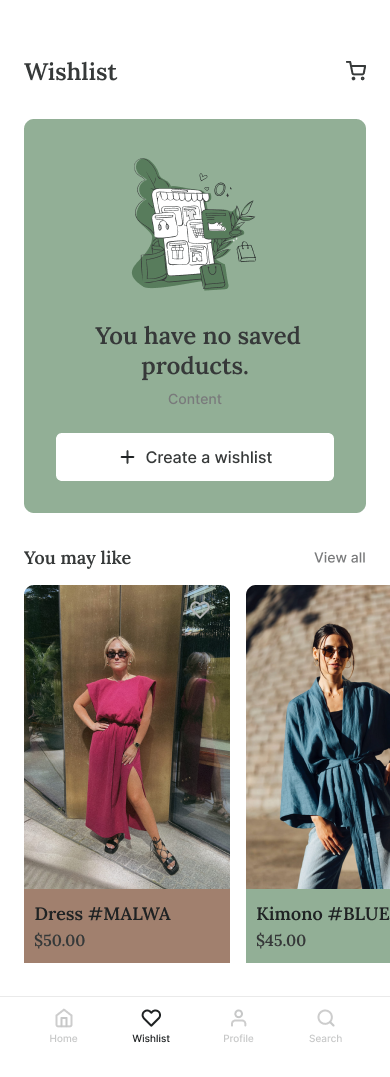 Wishlist
You have no saved
products.
Content
Create a wishlist
You may like
View all
Dress #MALWA
$50.00
Kimono #BLUE
$45.00
Home
Wishlist
Profile
Search